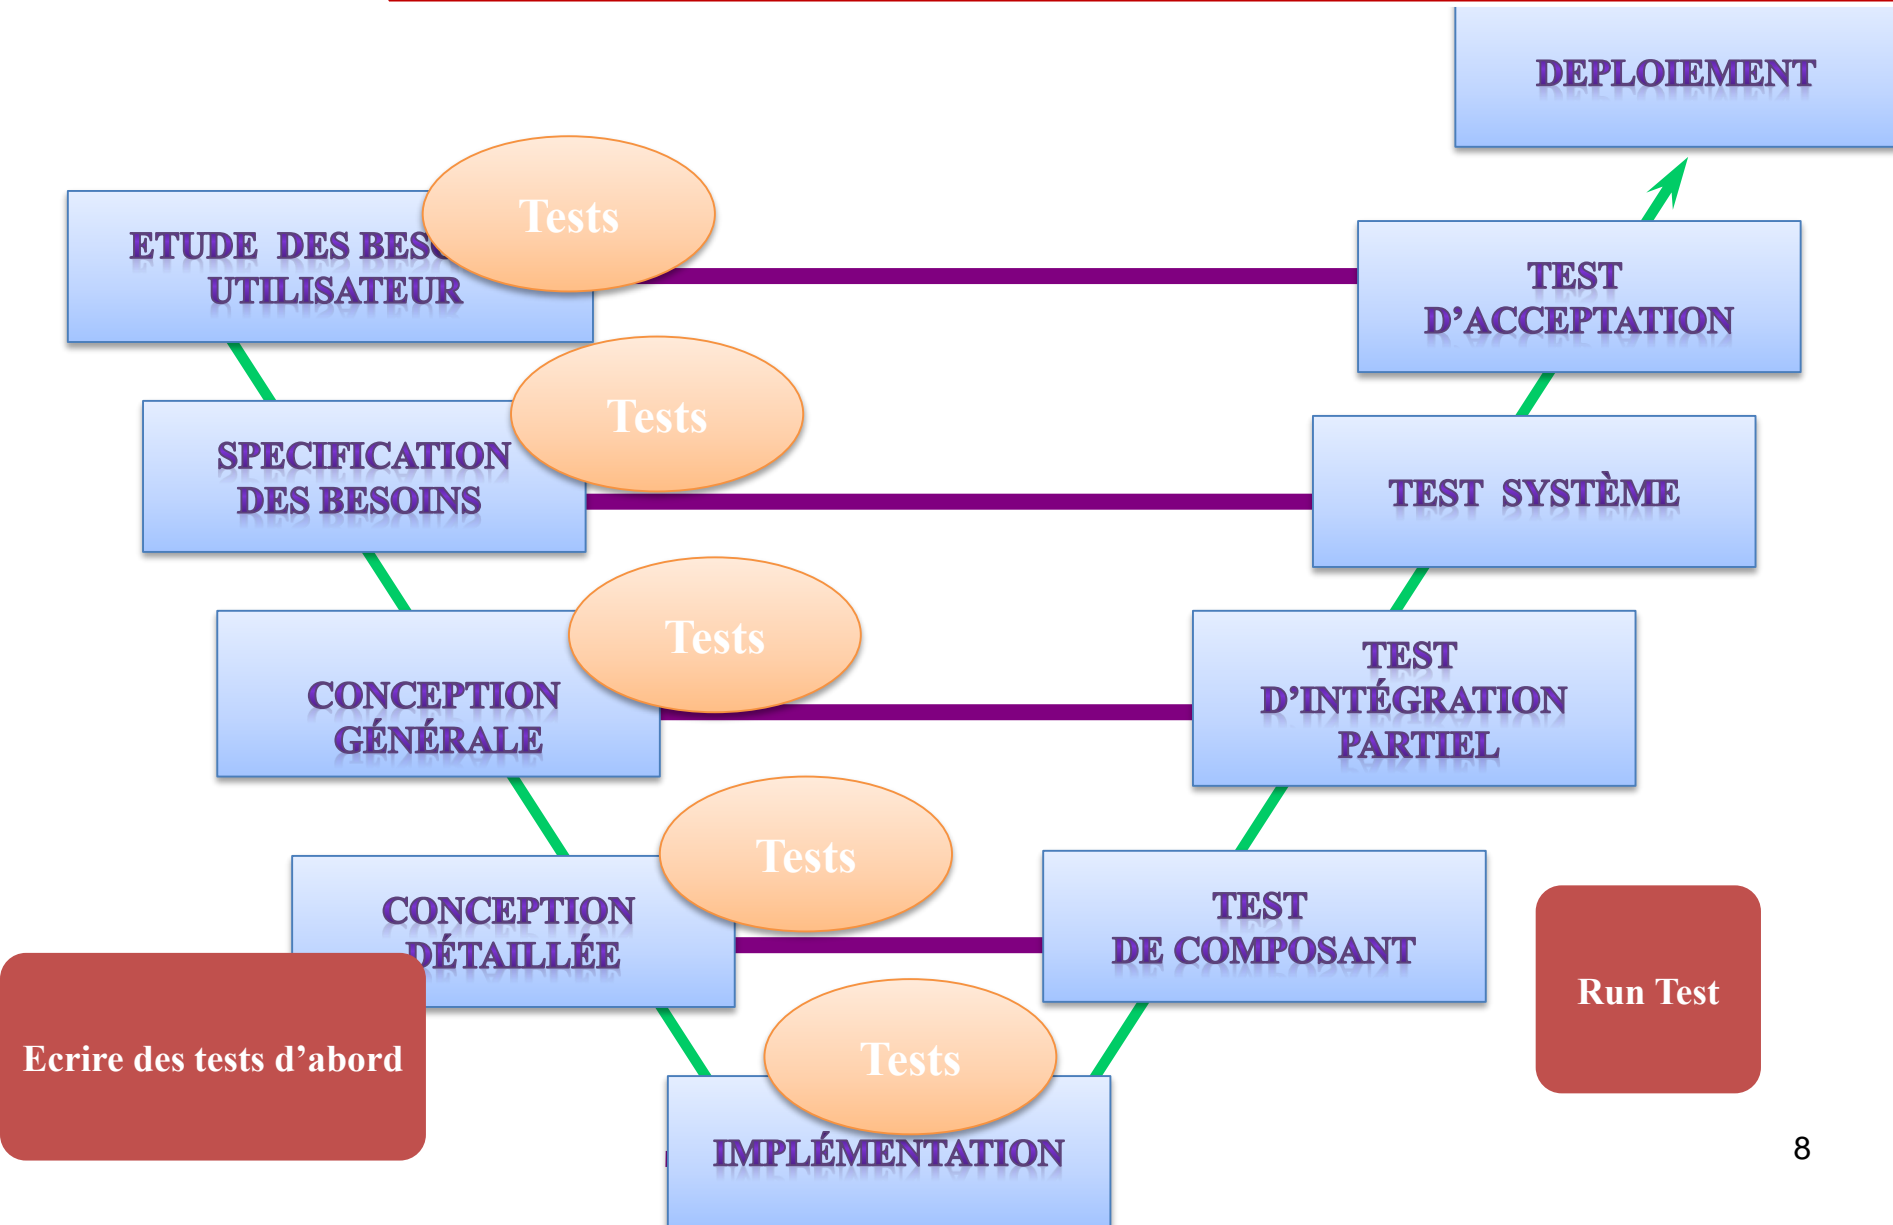 DEPLOIEMENT
Tests
ETUDE DES BESO
UTILISATEUR
TEST
D’ACCEPTATION
Tests
SPECIFICATION
DES BESOINS
TEST SYSTÈME
Tests
CONCEPTION
GÉNÉRALE
TEST
D’INTÉGRATION
PARTIEL
Tests
CONCEPTION
DÉTAILLÉE
TEST
DE COMPOSANT
Run Test
Ecrire des tests d’abord
Tests
IMPLÉMENTATION
8